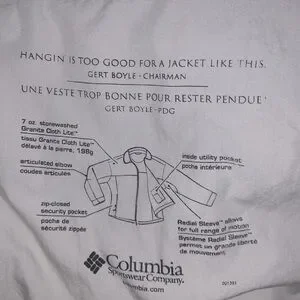 HANGIN' IS TOO GOOD FOR A JACKET LIKE THIS.
GERT BOYLE - CHAIRMAN
UNE VESTE TROP BONNE POUR RESTER PENDUE!
GERT BOYLE - PDG
7 oz. stonewashed
Granite Cloth Lite™
tissu Granite Cloth Lite™
délavé à la pierre, 198g
articulated elbow
coudes articulés
zip-closed
security pocket
poche de
sécurité zippée
inside utility pocket
poche intérieure
Radial Sleeve™ allows
for full range of motion
Système Radial Sleeve™
permet un grande liberté
de mouvement
Columbia
Sportswear Company®
mbia.com